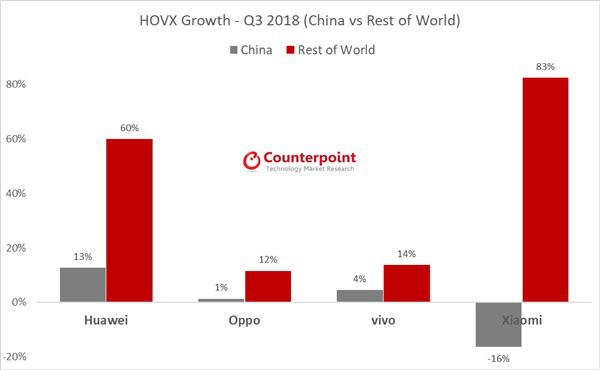 HOVX Growth - Q3 2018 (China vs Rest of World)
China Rest of World
83%
80%
60%
60%
Counterpoint
Technology Market Research
40%
20%
13%
1%
12%
4%
14%
0%
Huawei Oppo vivo Xiaomi
-16%
-20%